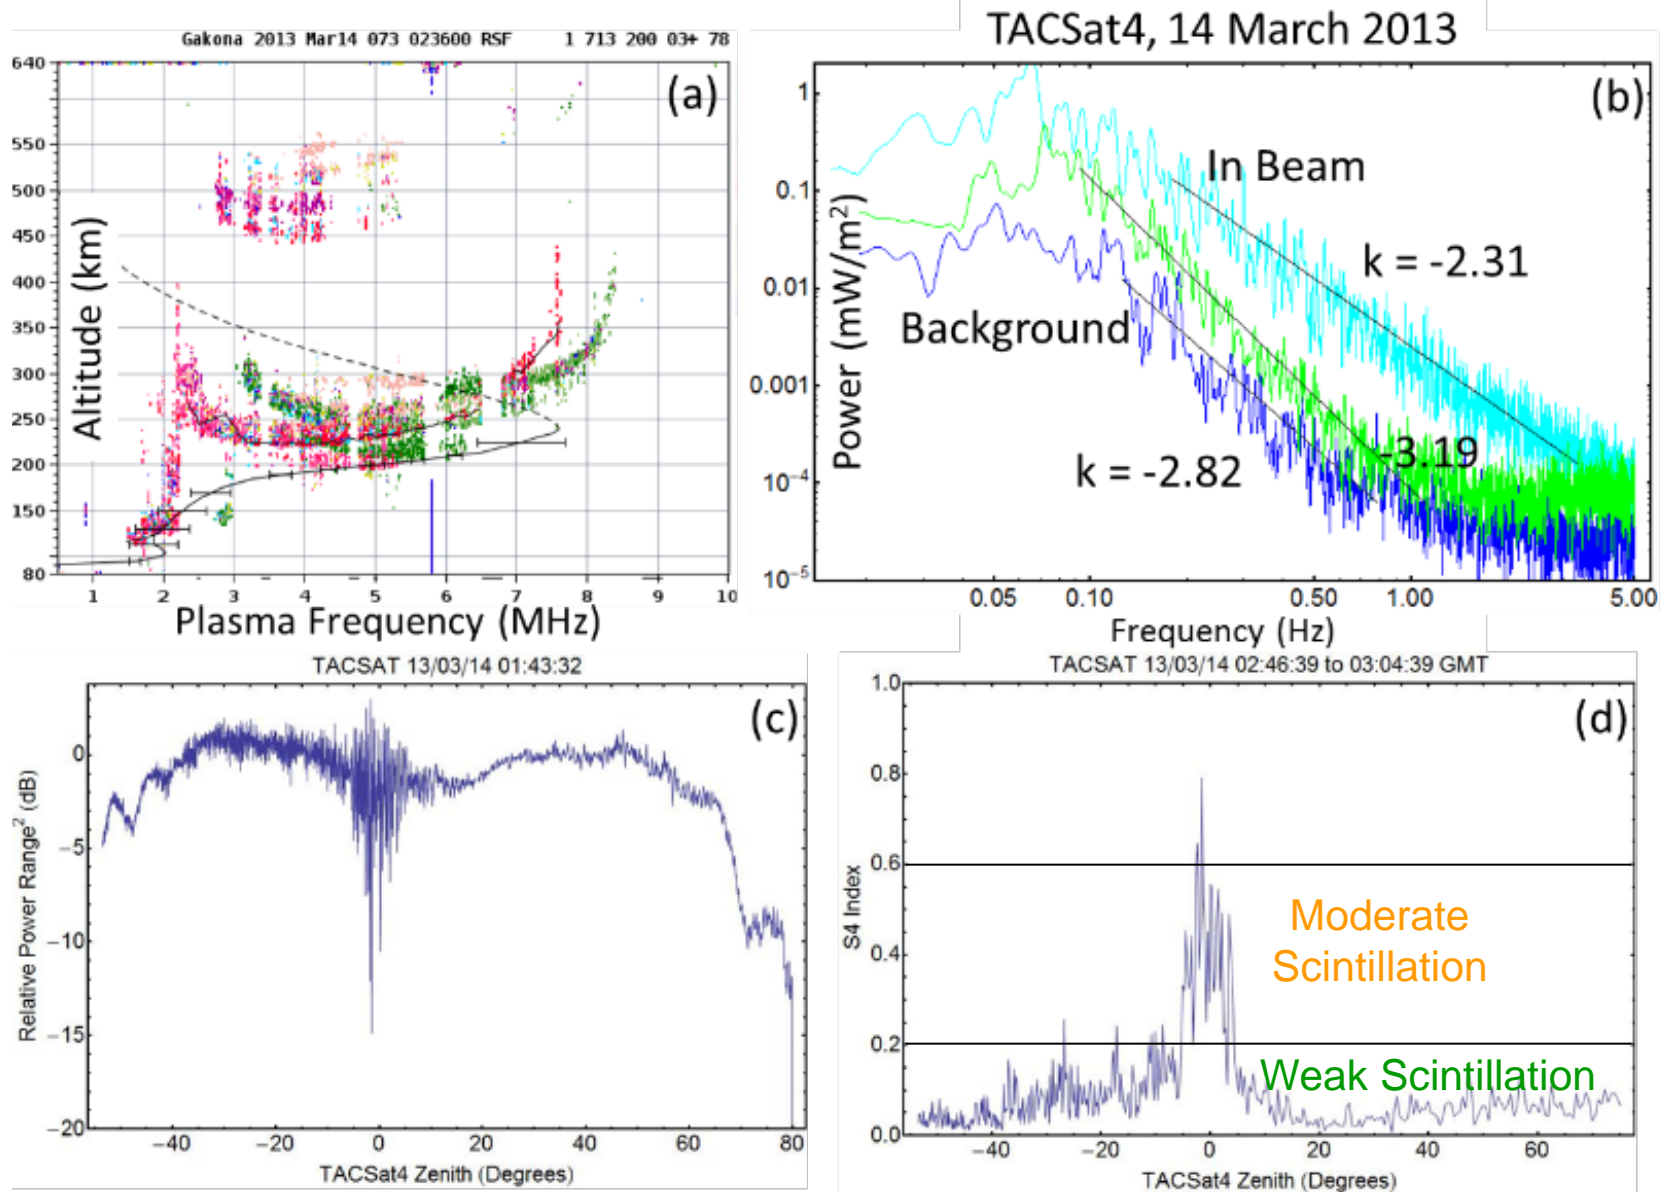 TACSat4, 14 March 2013
Gakona 2013 Mar14 073 023600 RSF 1 713 200 03+ 78
(a)
640
550
500
450
400
350
300
250
200
150
80
Altitude (km)
1 2 3 4 5 6 7 8 9 10
Plasma Frequency (MHz)
(b)
1
0.1
0.01
0.001
10⁻⁴
10⁻⁵
Power (mW/m²)
In Beam
k = -2.31
Background
-3.19
k = -2.82
0.05 0.10 0.50 1.00 5.00
Frequency (Hz)
TACSAT 13/03/14 01:43:32
(c)
0
−5
−10
−15
−20
Relative Power Range² (dB)
−40 −20 0 20 40 60 80
TACSat4 Zenith (Degrees)
TACSAT 13/03/14 02:46:39 to 03:04:39 GMT
(d)
1.0
0.8
0.6
0.4
0.2
0.0
S4 Index
Moderate
Scintillation
Weak Scintillation
−40 −20 0 20 40 60
TACSat4 Zenith (Degrees)